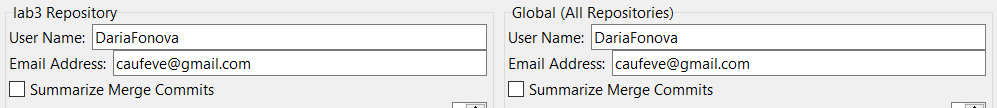 lab3 Repository
User Name: DariaFonova
Email Address: caufeve@gmail.com
Summarize Merge Commits
Global (All Repositories)
User Name: DariaFonova
Email Address: caufeve@gmail.com
Summarize Merge Commits